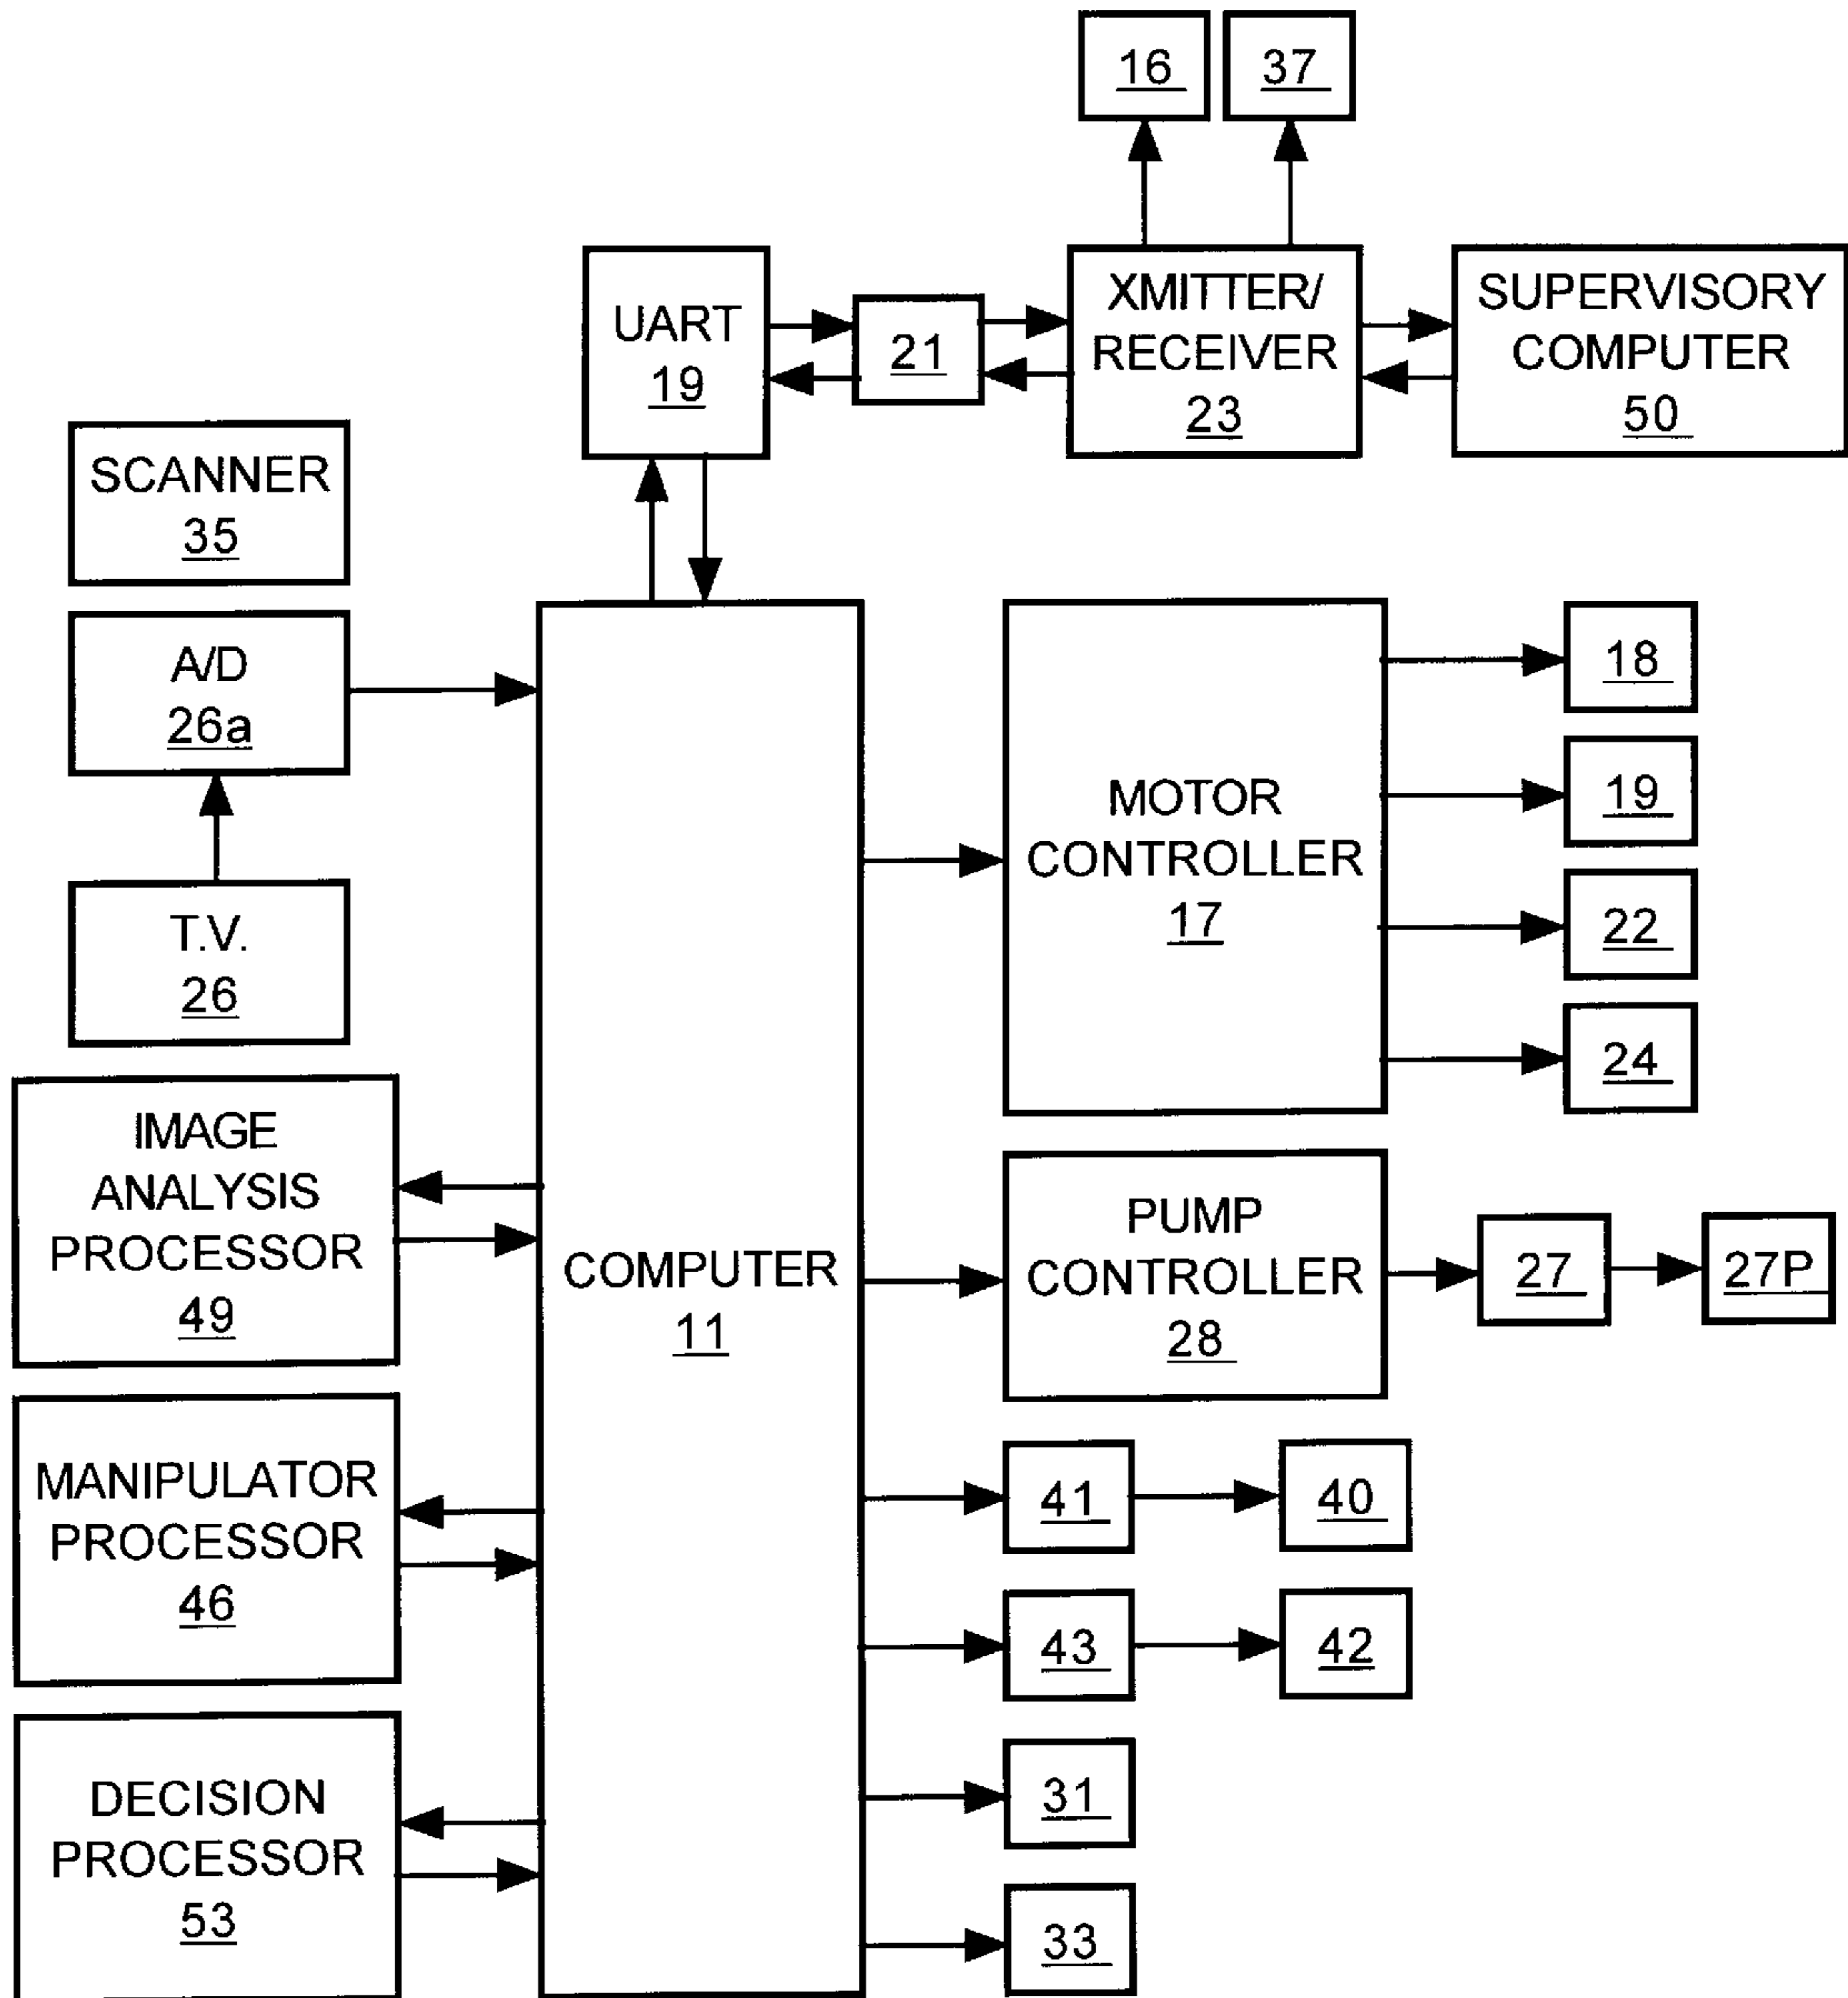 16
37
UART
19
21
XMITTER/
RECEIVER
23
SUPERVISORY
COMPUTER
50
SCANNER
35
A/D
26a
T.V.
26
IMAGE
ANALYSIS
PROCESSOR
49
MANIPULATOR
PROCESSOR
46
DECISION
PROCESSOR
53
COMPUTER
11
MOTOR
CONTROLLER
17
18
19
22
24
PUMP
CONTROLLER
28
27
27P
41
40
43
42
31
33